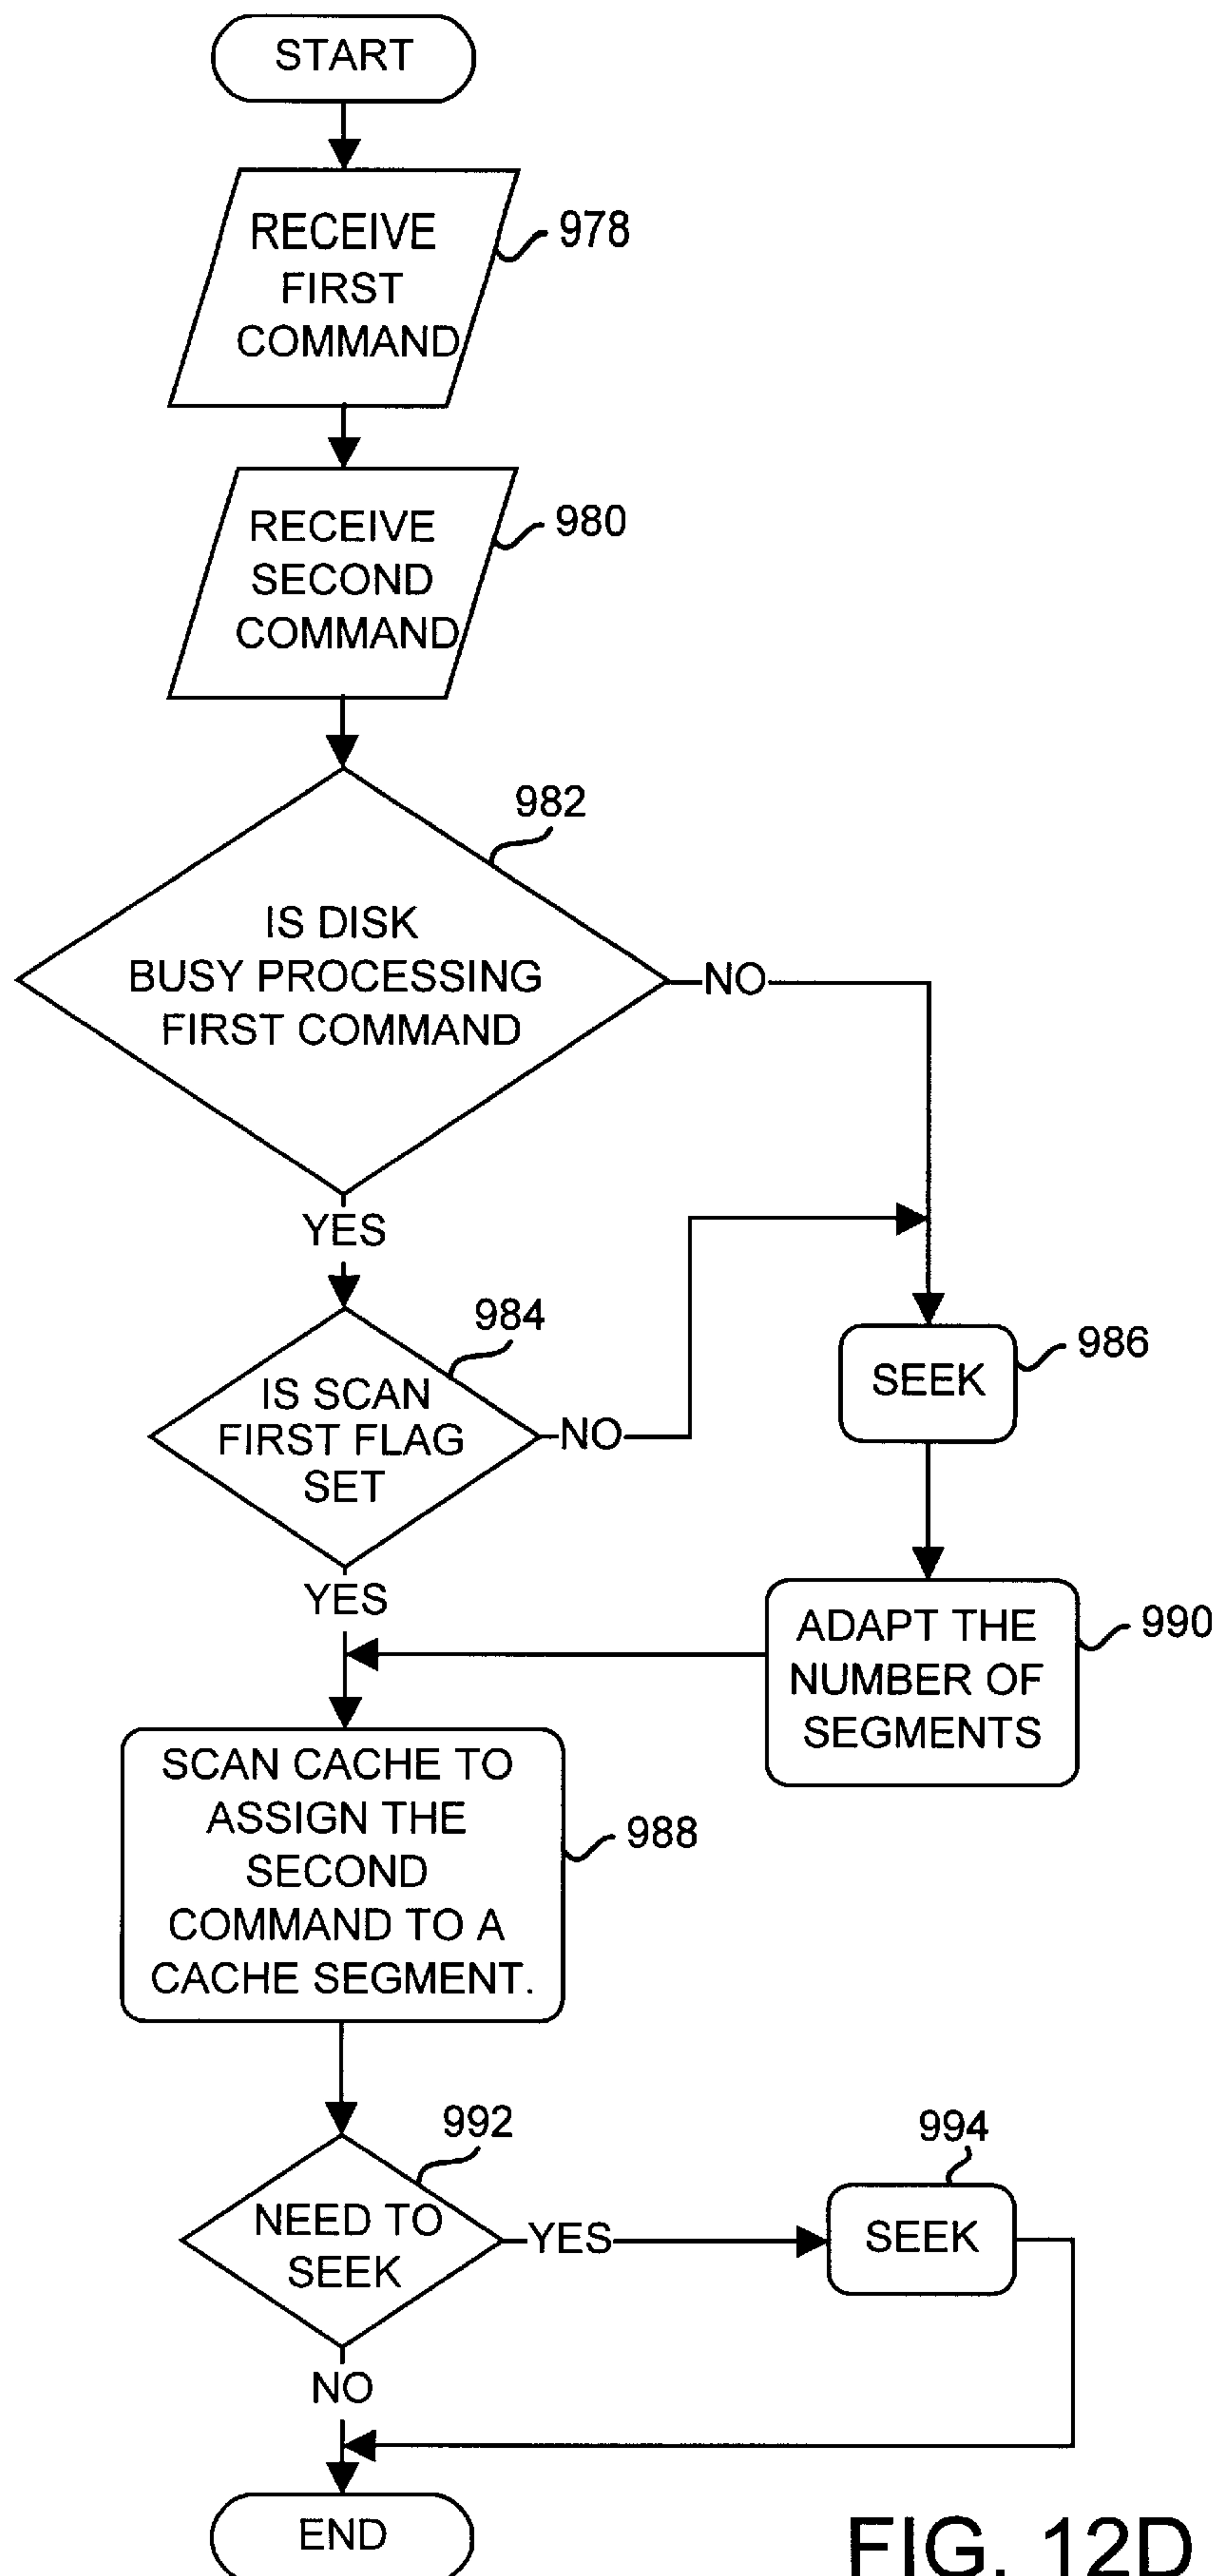 START
RECEIVE
FIRST
COMMAND
978
RECEIVE
SECOND
COMMAND
980
982
IS DISK
BUSY PROCESSING
FIRST COMMAND
NO
YES
984
IS SCAN
FIRST FLAG
SET
NO
986
SEEK
YES
990
ADAPT THE
NUMBER OF
SEGMENTS
SCAN CACHE TO
ASSIGN THE
SECOND
COMMAND TO A
CACHE SEGMENT.
988
992
NEED TO
SEEK
YES
994
SEEK
NO
END
FIG. 12D